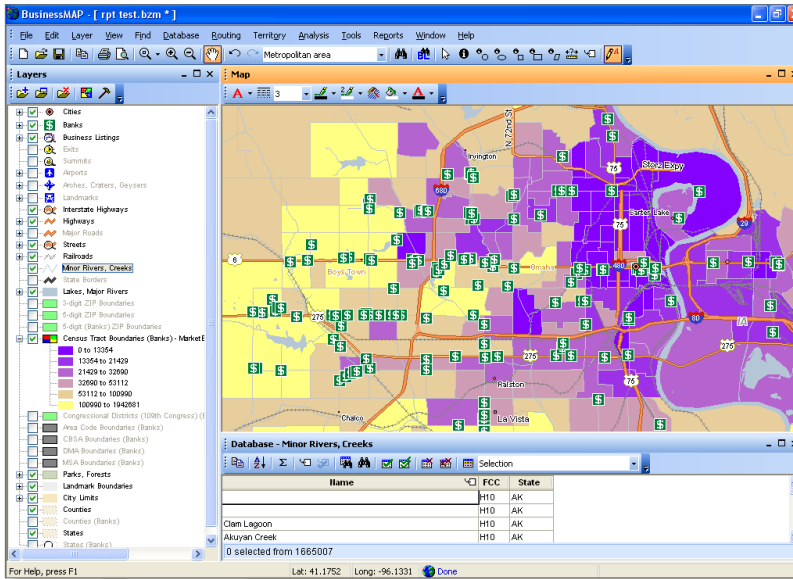 BusinessMAP - [ rpt test.bzm * ]
File Edit Layer View Find Database Routing Territory Analysis Tools Reports Window Help
Metropolitan area
Layers
Map
3
Cities
Banks
Business Listings
Exits
Summits
Airports
Arches, Craters, Geysers
Landmarks
Interstate Highways
Highways
Major Roads
Streets
Railroads
Minor Rivers, Creeks
State Borders
Lakes, Major Rivers
3-digit ZIP Boundaries
5-digit ZIP Boundaries
5-digit (Banks) ZIP Boundaries
Census Tract Boundaries (Banks) - MarketB
0 to 13354
13354 to 21429
21429 to 32690
32690 to 53112
53112 to 100990
100990 to 1942681
Congressional Districts (109th Congress) (B
Area Code Boundaries (Banks)
CBSA Boundaries (Banks)
DMA Boundaries (Banks)
MSA Boundaries (Banks)
Parks, Forests
Landmark Boundaries
City Limits
Counties
Counties (Banks)
States
States (Banks)
N. 72nd St
Irvington
Storz Expy
75
680
Carter Lake
75
29
6
Boys Town
Omaha
480
275
80
IA
275
275
Ralston
75
Chalco
La Vista
Database - Minor Rivers, Creeks
Selection
Name FCC State
H10 AK
H10 AK
Clam Lagoon H10 AK
Akuyan Creek H10 AK
0 selected from 1665007
For Help, press F1
Lat: 41.1752 Long: -96.1331 Done